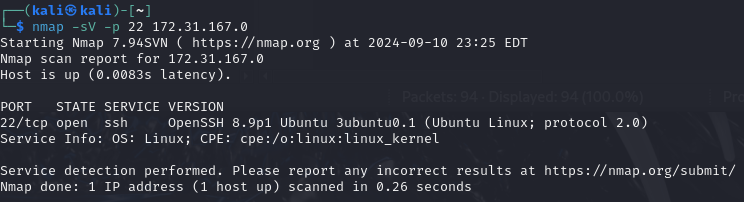 ┌──(kali㉿kali)-[~]
└─$ nmap -sV -p 22 172.31.167.0
Starting Nmap 7.94SVN ( https://nmap.org ) at 2024-09-10 23:25 EDT
Nmap scan report for 172.31.167.0
Host is up (0.0083s latency).
Packets: 94 · Displayed: 94 (100.0%)
PORT   STATE SERVICE VERSION
22/tcp open  ssh     OpenSSH 8.9p1 Ubuntu 3ubuntu0.1 (Ubuntu Linux; protocol 2.0)
Service Info: OS: Linux; CPE: cpe:/o:linux:linux_kernel
Service detection performed. Please report any incorrect results at https://nmap.org/submit/
Nmap done: 1 IP address (1 host up) scanned in 0.26 seconds